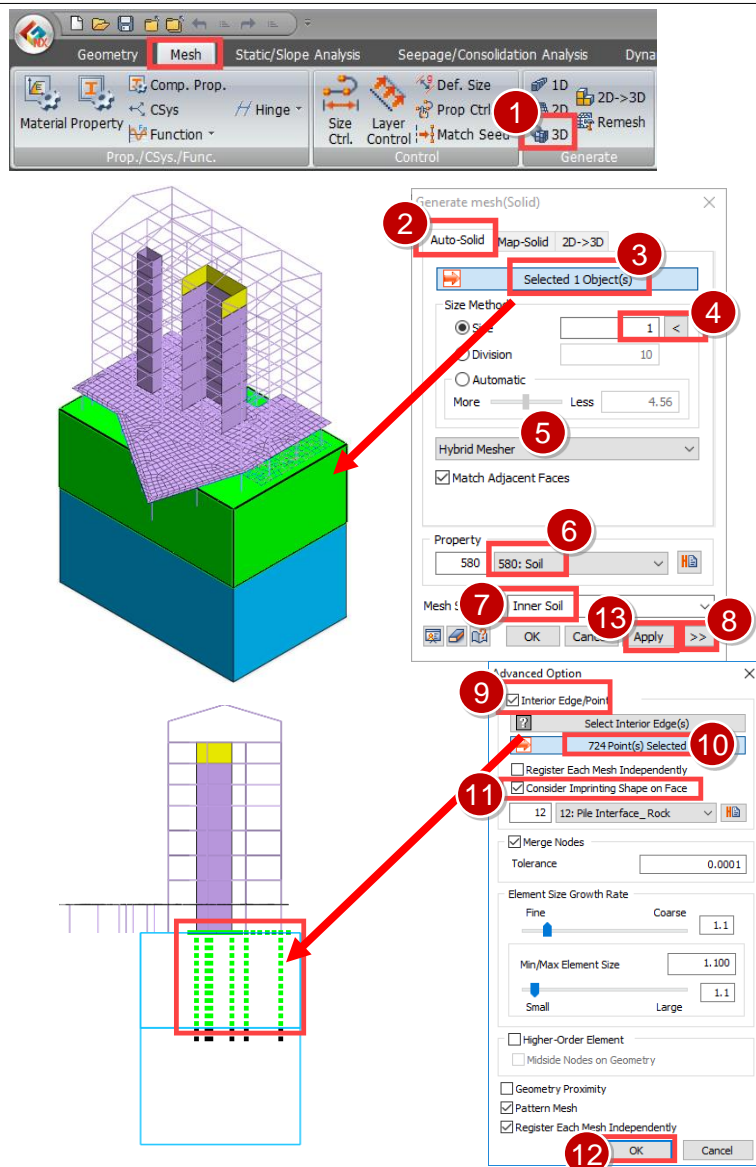 NX
Geometry Mesh Static/Slope Analysis Seepage/Consolidation Analysis Dyna
Material Property Comp. Prop. CSys Function Hinge
Size Ctrl. Layer Control Def. Size Prop Ctrl Match Seed
1
1D 2D 3D 2D->3D Remesh
Prop./CSys./Func. Control Generate
Generate mesh(Solid)
2
Auto-Solid Map-Solid 2D->3D
3
Selected 1 Object(s)
Size Method
4
Size 1 <
Division 10
Automatic
More Less 4.56
5
Hybrid Mesher
Match Adjacent Faces
6
Property
580 580: Soil
7
Mesh S Inner Soil
13
8
OK Cance Apply >>
Advanced Option
9
Interior Edge/Point
Select Interior Edge(s)
724 Point(s) Selected
10
Register Each Mesh Independently
11
Consider Imprinting Shape on Face
12 12: Pile Interface_Rock
Merge Nodes
Tolerance 0.0001
Element Size Growth Rate
Fine Coarse
1.1
Min/Max Element Size 1.100
1.1
Small Large
Higher-Order Element
Midside Nodes on Geometry
Geometry Proximity
Pattern Mesh
Register Each Mesh Independently
12
OK Cancel